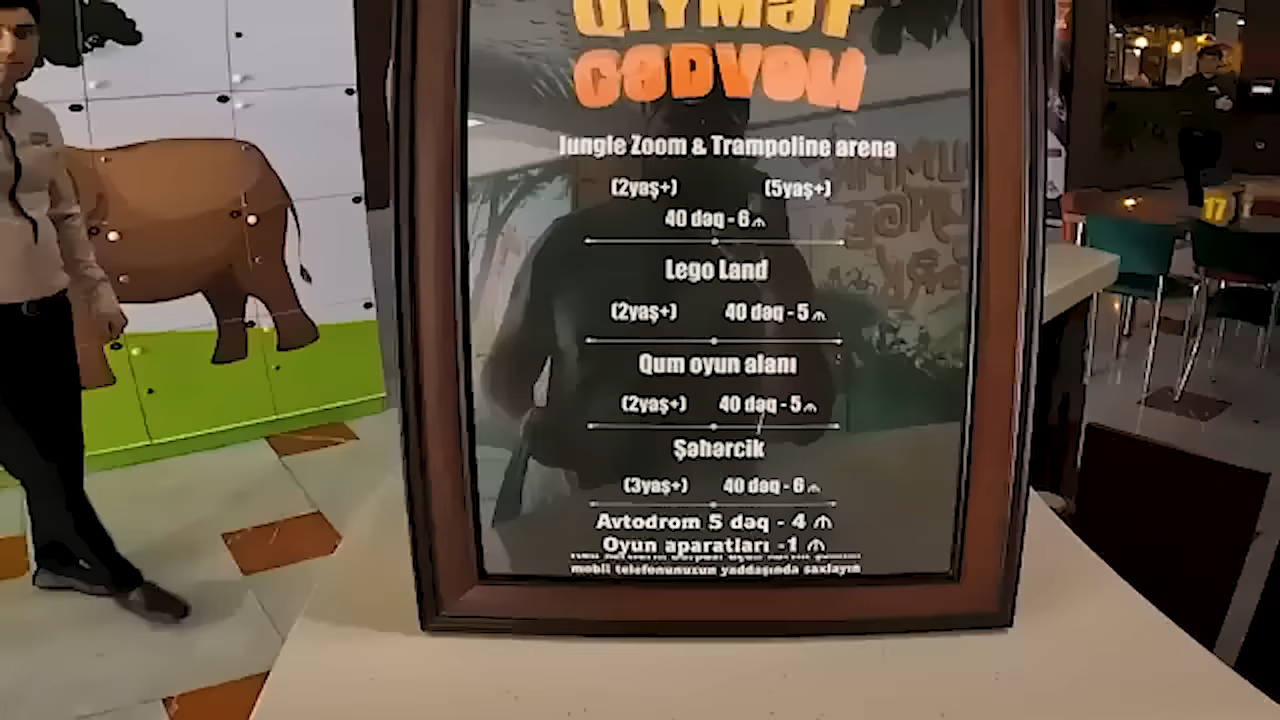 QİYMƏT
CƏDVƏLİ
Jungle Zoom & Trampoline arena
(2yaş+) (5yaş+)
40 dəq - 6₼
Lego Land
(2yaş+) 40 dəq - 5₼
Qum oyun alanı
(2yaş+) 40 dəq - 5₼
Şəhərcik
(3yaş+) 40 dəq - 6₼
Avtodrom 5 dəq - 4 ₼
Oyun aparatları -1 ₼
mobil telefonunuzun yaddaşında saxlayın
17